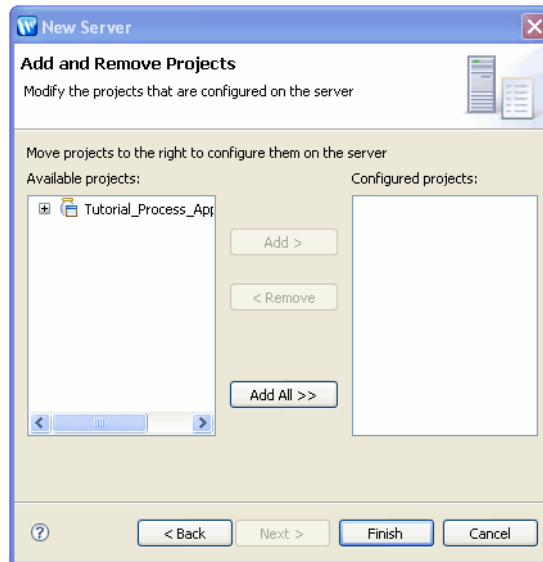 New Server
Add and Remove Projects
Modify the projects that are configured on the server
Move projects to the right to configure them on the server
Available projects:
Configured projects:
Tutorial_Process_App
Add >
< Remove
Add All >>
< Back
Next >
Finish
Cancel